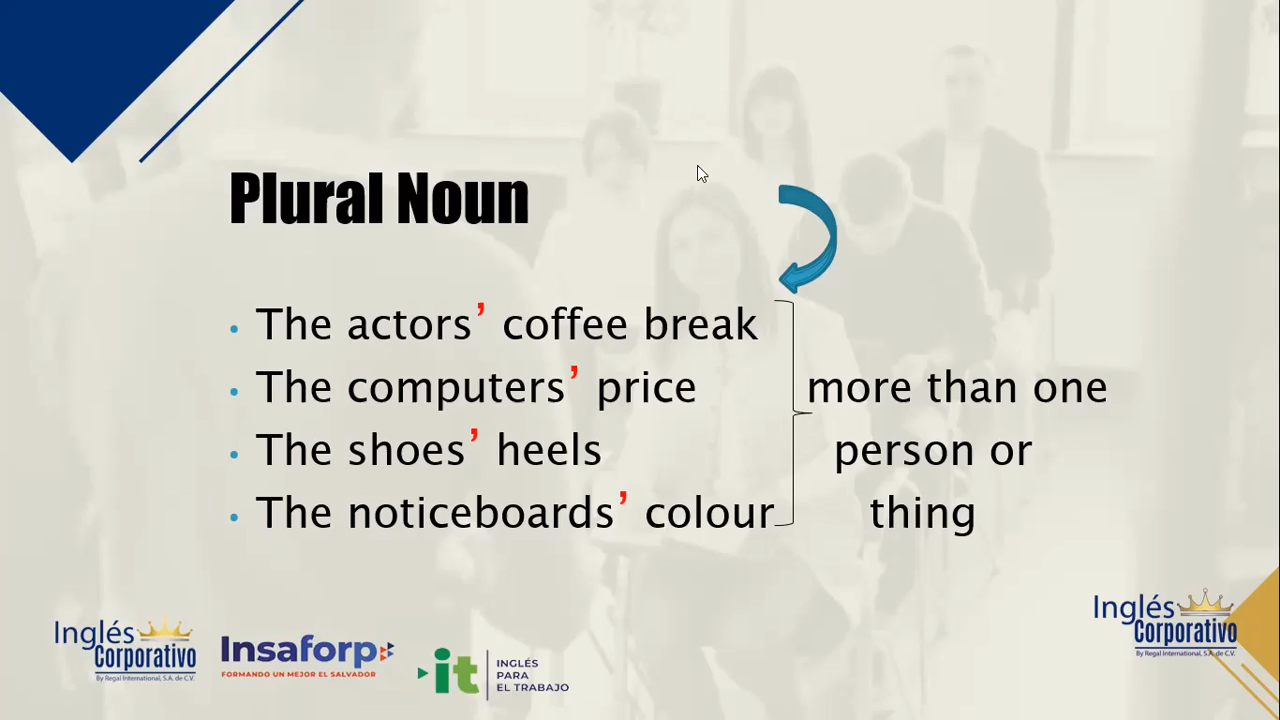 Plural Noun
• The actors’ coffee break
• The computers’ price
• The shoes’ heels
• The noticeboards’ colour
more than one
person or
thing
Inglés
Corporativo
By Regal International, S.A. de C.V.
Insaforp
FORMANDO UN MEJOR EL SALVADOR
it
INGLÉS
PARA
EL TRABAJO
Inglés
Corporativo
By Regal International, S.A. de C.V.